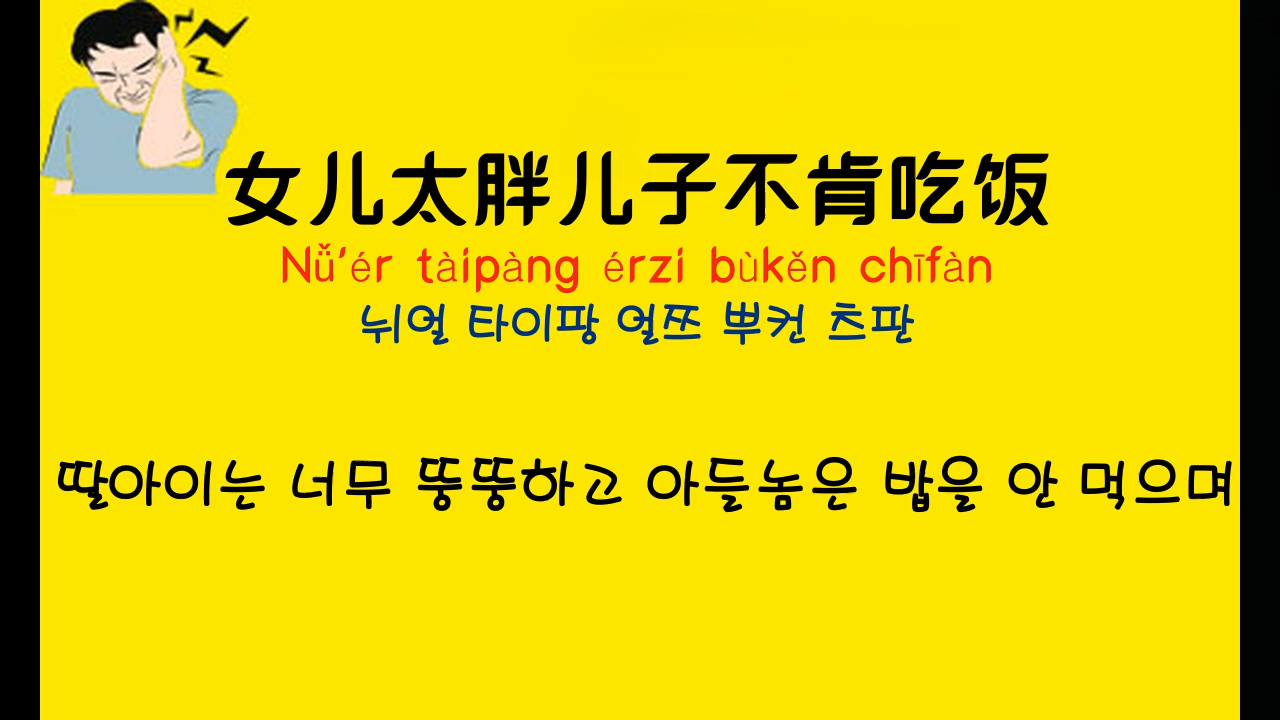 女儿太胖儿子不肯吃饭
Nǚ'ér tàipàng érzi bùkěn chīfàn
뉘얼 타이팡 얼쯔 뿌컨 츠판
딸아이는 너무 뚱뚱하고 아들놈은 밥을 안 먹으며